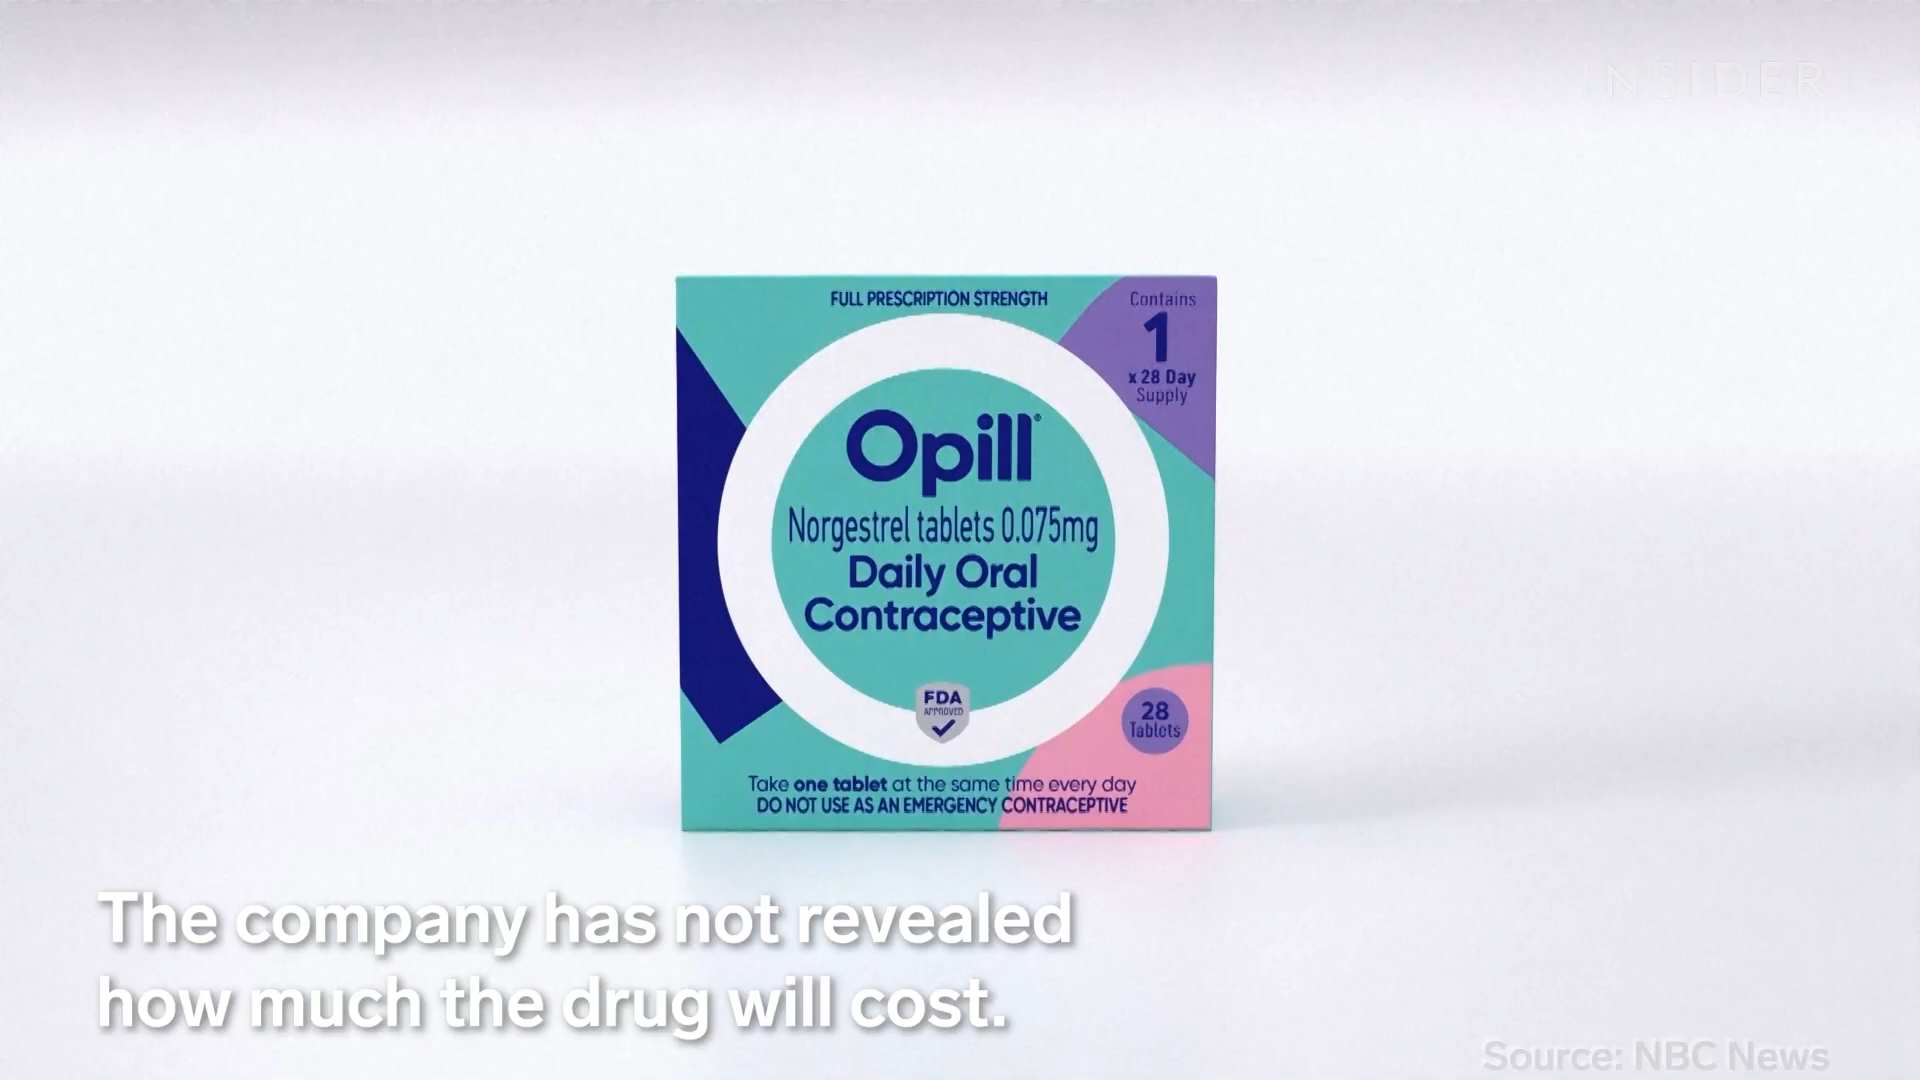 INSIDER
FULL PRESCRIPTION STRENGTH
Contains
1
x 28 Day
Supply
Opill®
Norgestrel tablets 0.075mg
Daily Oral
Contraceptive
FDA
APPROVED
28
Tablets
Take one tablet at the same time every day
DO NOT USE AS AN EMERGENCY CONTRACEPTIVE
The company has not revealed
how much the drug will cost.
Source: NBC News